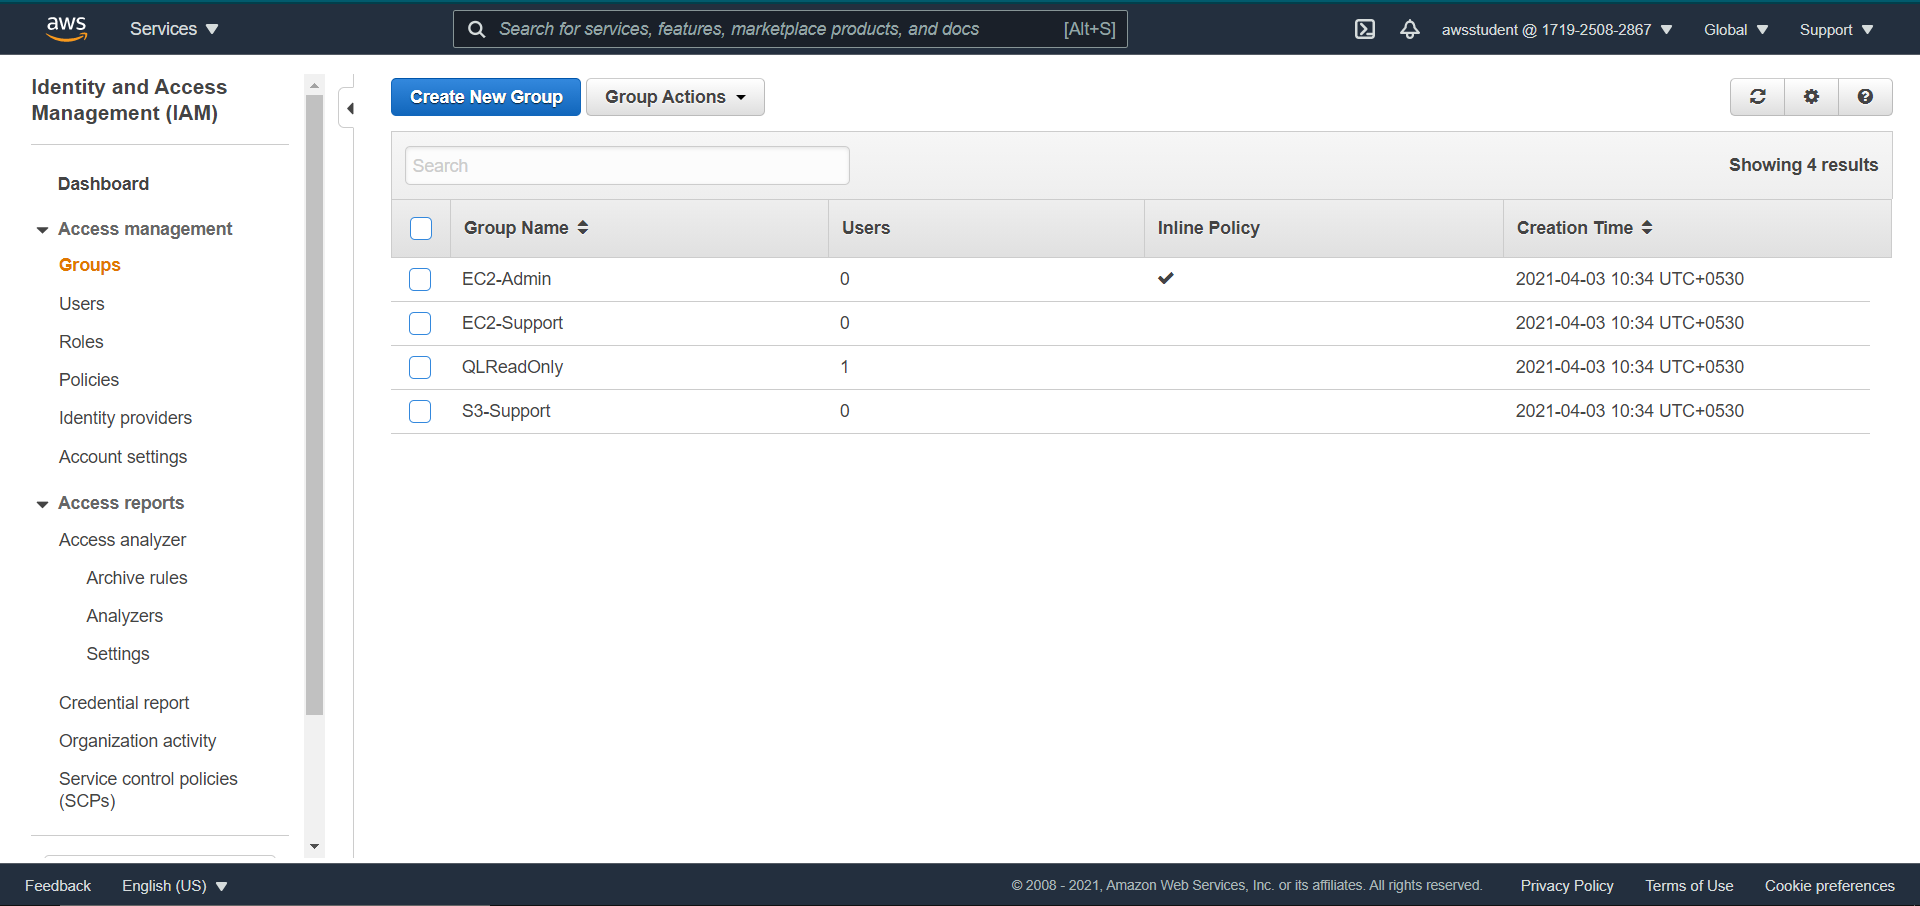 aws
Services
Search for services, features, marketplace products, and docs [Alt+S]
awsstudent @ 1719-2508-2867
Global
Support
Identity and Access
Management (IAM)
Dashboard
Access management
Groups
Users
Roles
Policies
Identity providers
Account settings
Access reports
Access analyzer
Archive rules
Analyzers
Settings
Credential report
Organization activity
Service control policies
(SCPs)
Create New Group
Group Actions
Search
Showing 4 results
Group Name Users Inline Policy Creation Time
EC2-Admin 0 ✔ 2021-04-03 10:34 UTC+0530
EC2-Support 0 2021-04-03 10:34 UTC+0530
QLReadOnly 1 2021-04-03 10:34 UTC+0530
S3-Support 0 2021-04-03 10:34 UTC+0530
Feedback
English (US)
© 2008 - 2021, Amazon Web Services, Inc. or its affiliates. All rights reserved.
Privacy Policy
Terms of Use
Cookie preferences